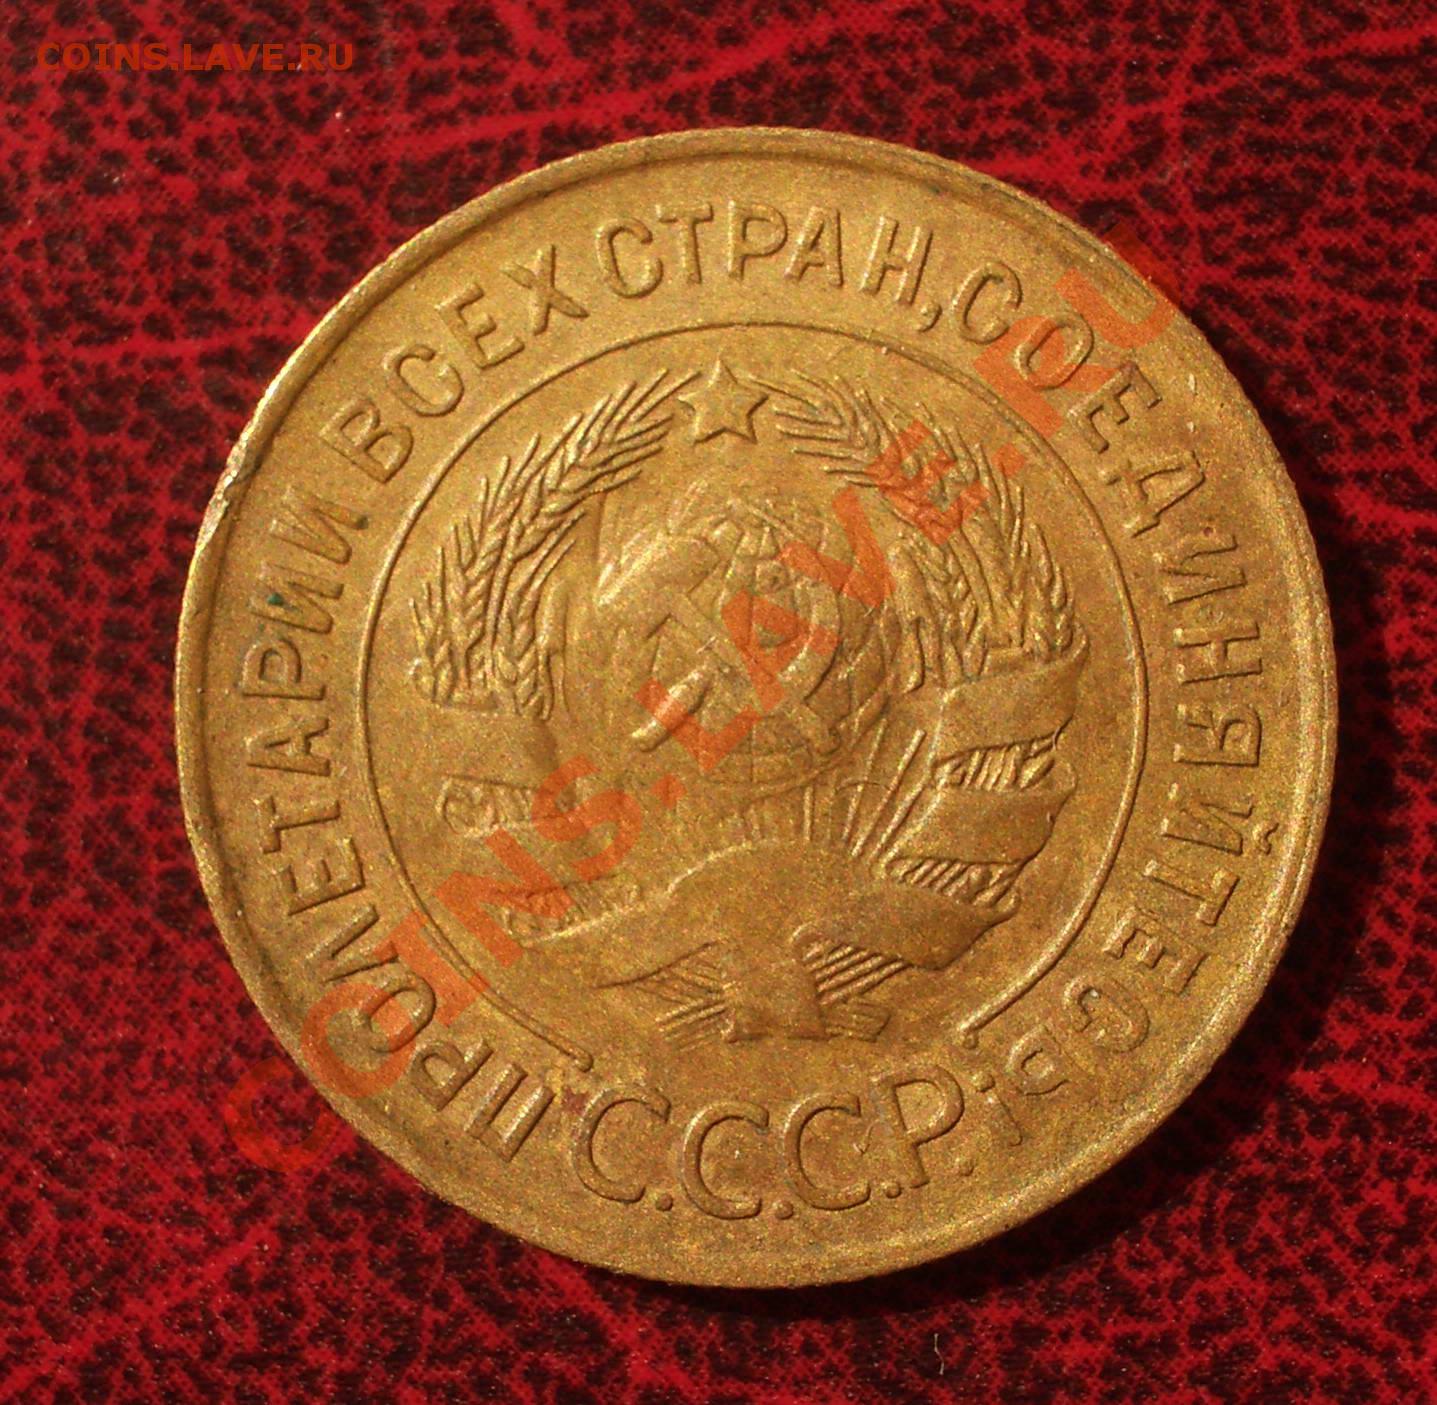 COINS.LAVE.RU
ПРОЛЕТАРИИ ВСЕХ СТРАН, СОЕДИНЯЙТЕСЬ!
С.С.С.Р.
COINS.LAVE.RU